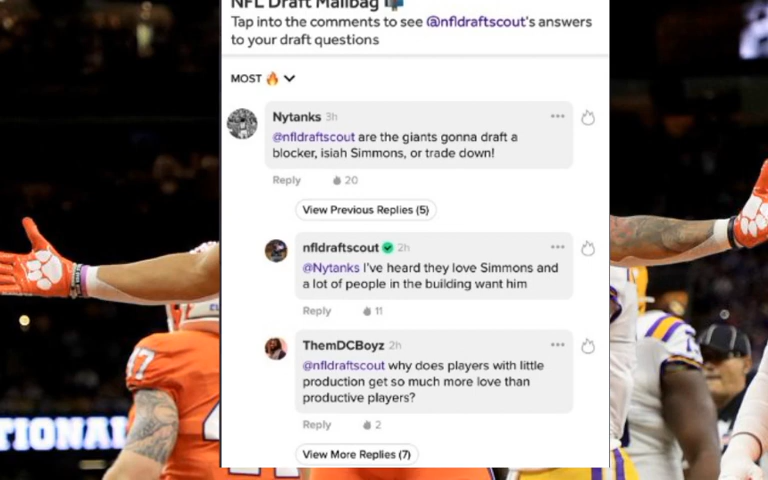 NFL Draft Mailbag
Tap into the comments to see @nfldraftscout's answers
to your draft questions
MOST
Nytanks 3h
@nfldraftscout are the giants gonna draft a
blocker, isiah Simmons, or trade down!
Reply 20
View Previous Replies (5)
nfldraftscout 2h
@Nytanks I've heard they love Simmons and
a lot of people in the building want him
Reply 11
ThemDCBoyz 2h
@nfldraftscout why does players with little
production get so much more love than
productive players?
Reply 2
View More Replies (7)
TIONAL